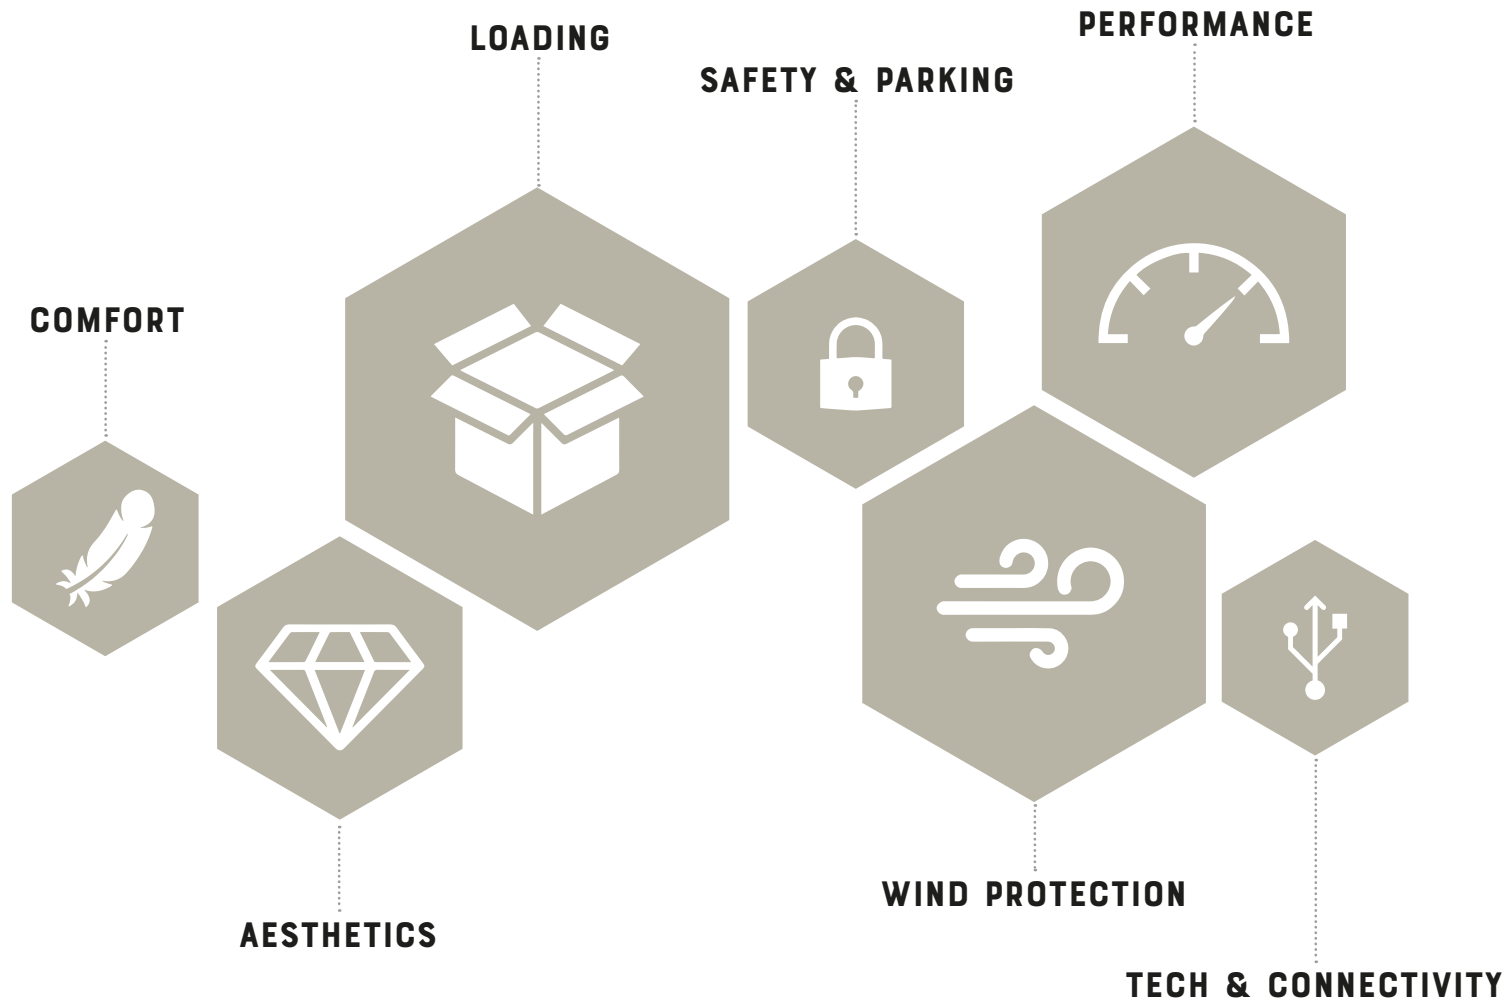 PERFORMANCE
LOADING
SAFETY & PARKING
COMFORT
WIND PROTECTION
AESTHETICS
TECH & CONNECTIVITY